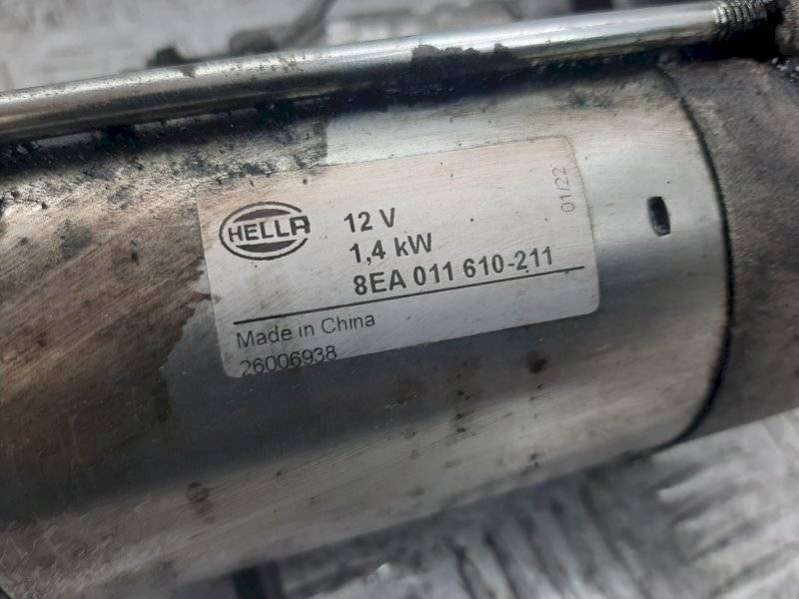 HELLA
12 V
1,4 kW
8EA 011 610-211
01/22
Made in China
26006938